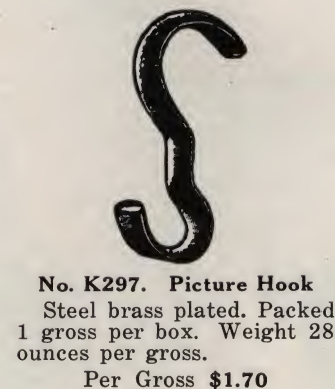 No. K297. Picture Hook
Steel brass plated. Packed
1 gross per box. Weight 28
ounces per gross.
Per Gross $1.70